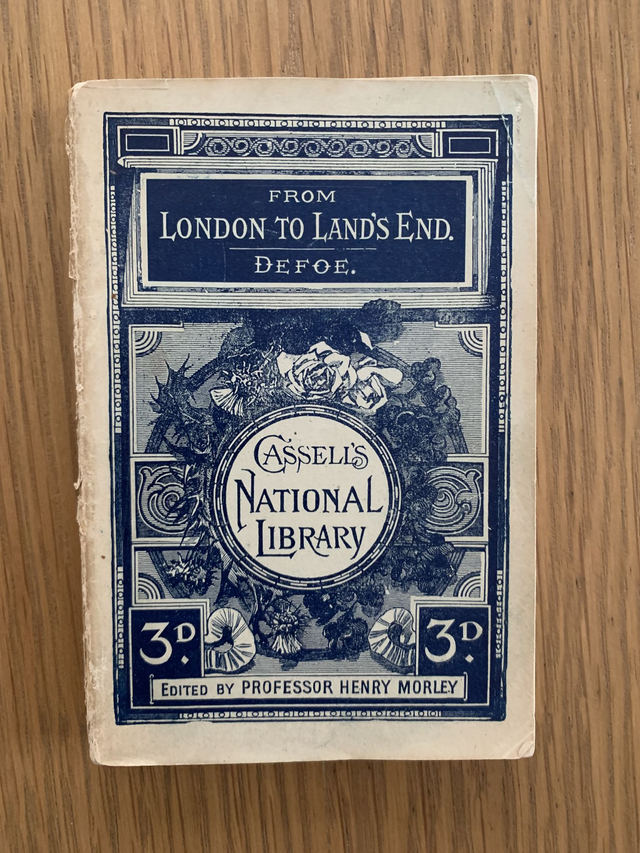 FROM
LONDON TO LAND'S END.
DEFOE.
CASSELL'S
NATIONAL
LIBRARY
3D. 3D.
EDITED BY PROFESSOR HENRY MORLEY